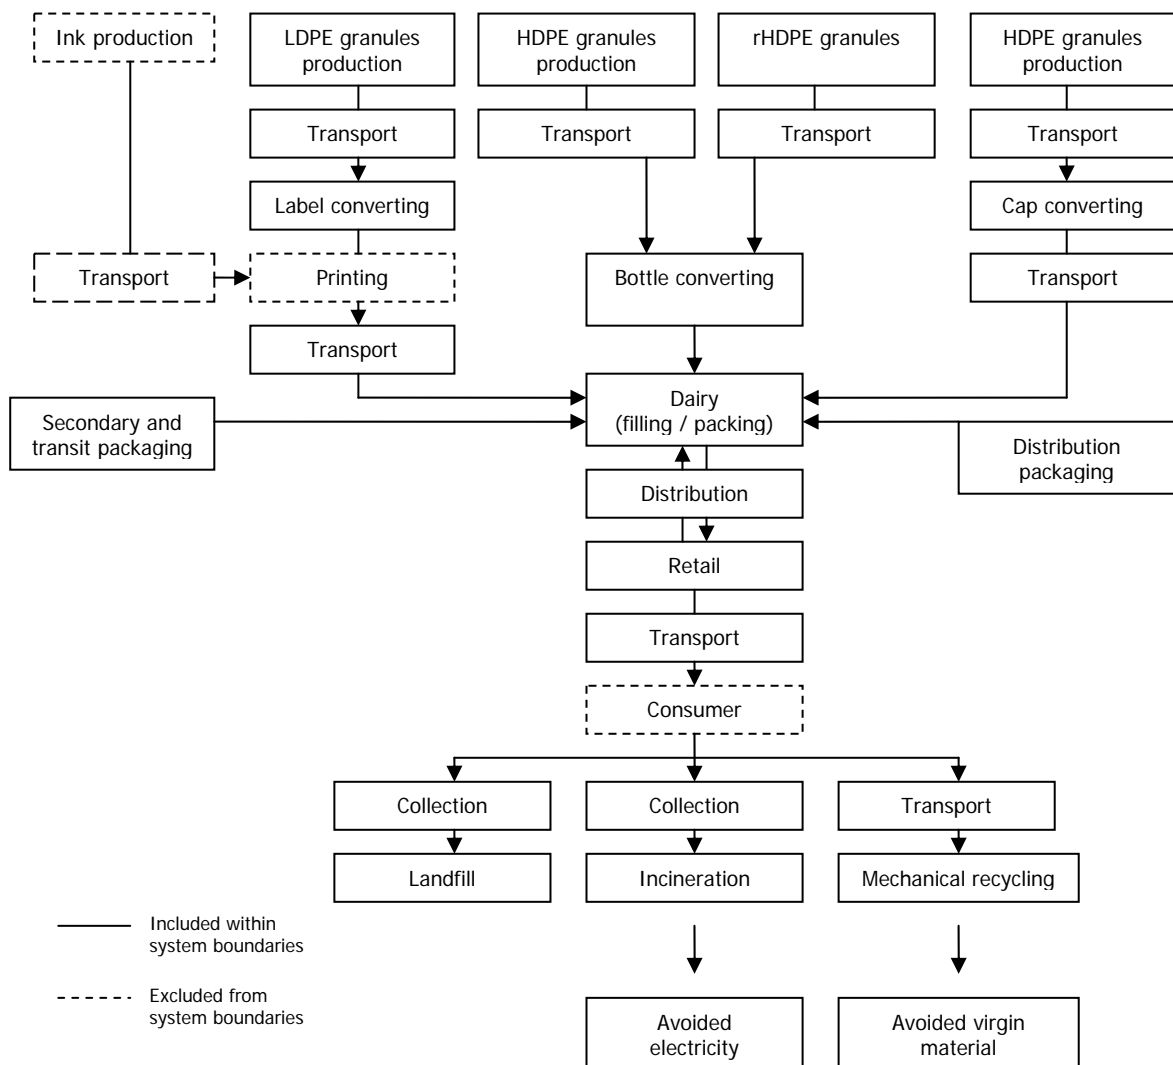 Ink production
LDPE granules
production
HDPE granules
production
rHDPE granules
HDPE granules
production
Transport
Transport
Transport
Transport
Label converting
Cap converting
Transport
Printing
Bottle converting
Transport
Transport
Secondary and
transit packaging
Dairy
(filling / packing)
Distribution
packaging
Distribution
Retail
Transport
Consumer
Collection
Collection
Transport
Landfill
Incineration
Mechanical recycling
Included within
system boundaries
Excluded from
system boundaries
Avoided
electricity
Avoided virgin
material